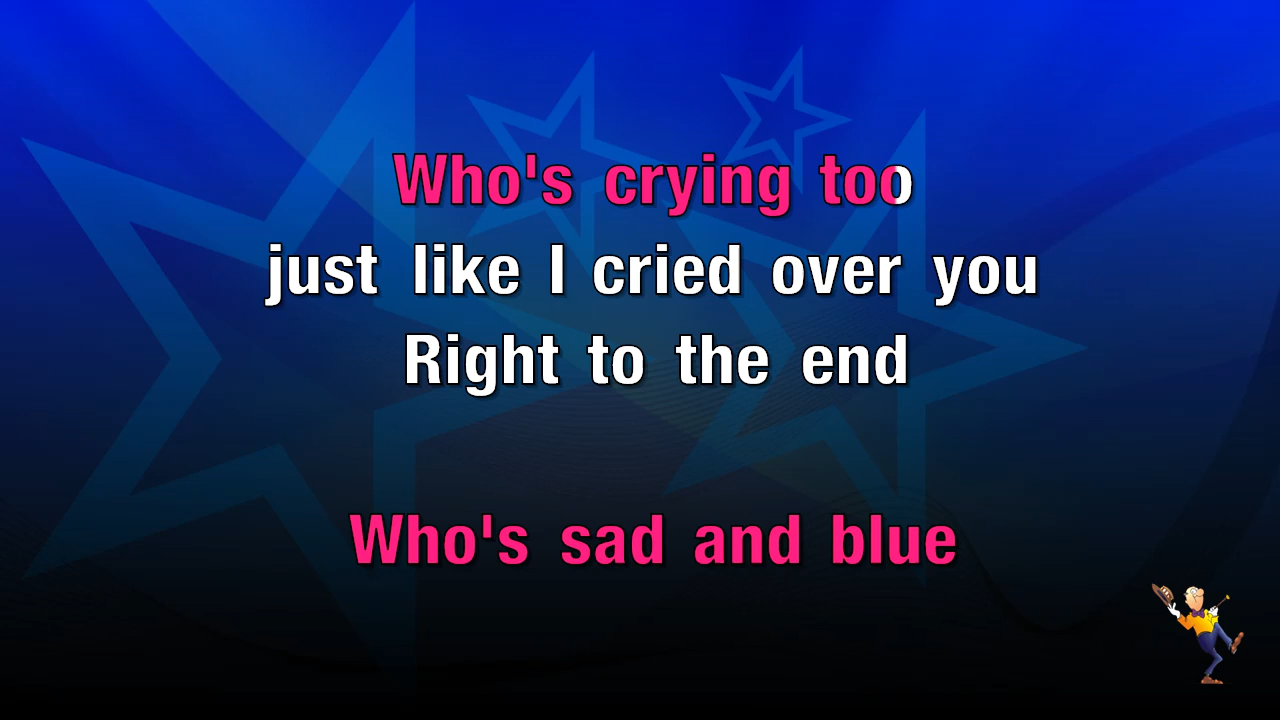 Who's crying too
just like I cried over you
Right to the end
Who's sad and blue